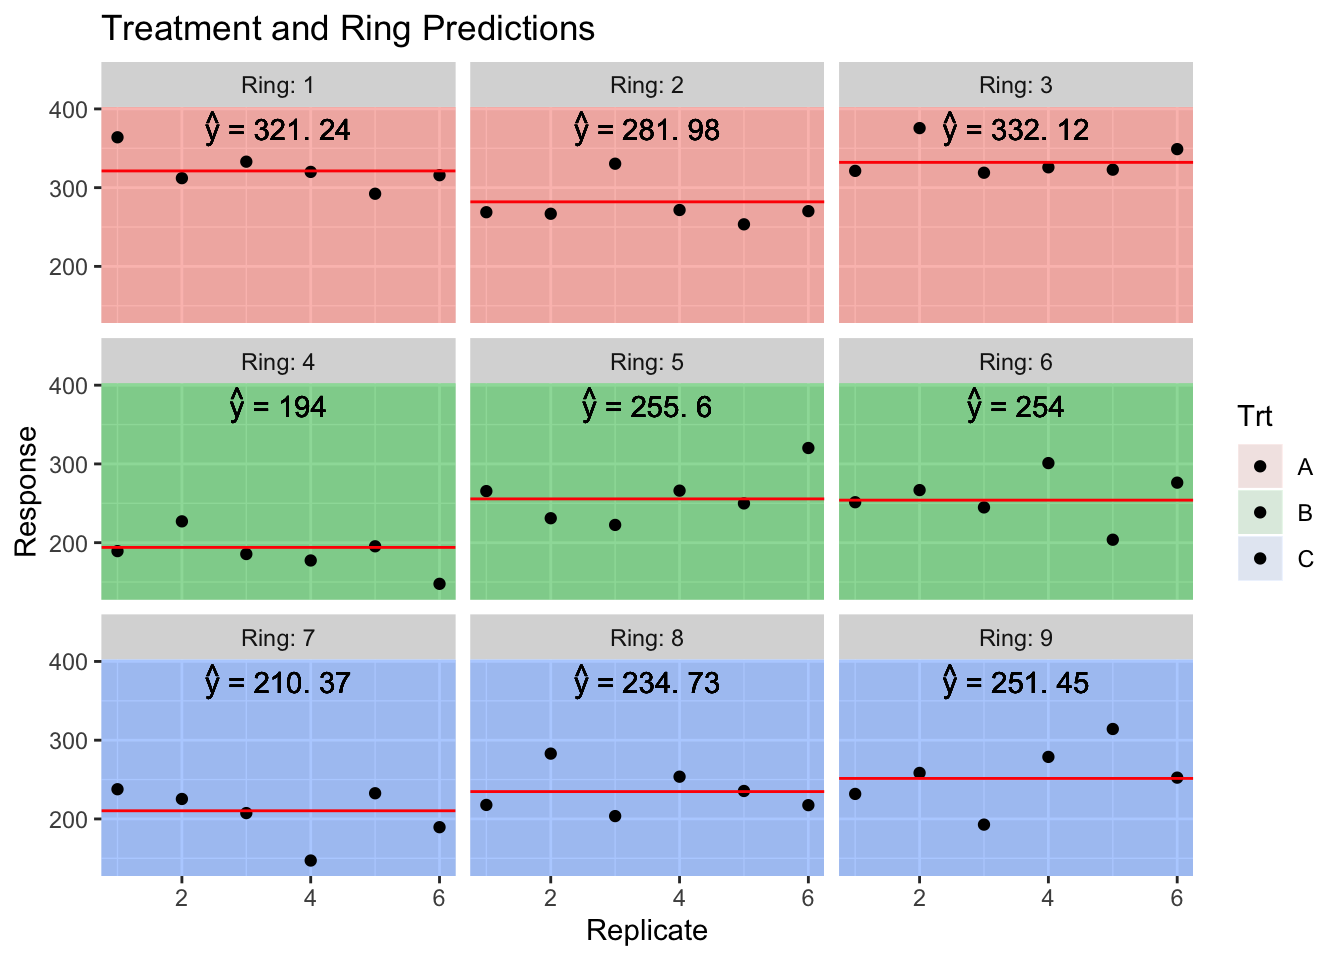 Treatment and Ring Predictions
Ring: 1
Ring: 2
Ring: 3
400
300
200
ŷ = 321. 24
ŷ = 281. 98
ŷ = 332. 12
Ring: 4
Ring: 5
Ring: 6
400
300
200
ŷ = 194
ŷ = 255. 6
ŷ = 254
Ring: 7
Ring: 8
Ring: 9
400
300
200
ŷ = 210. 37
ŷ = 234. 73
ŷ = 251. 45
2 4 6
2 4 6
2 4 6
Replicate
Response
Trt
A
B
C